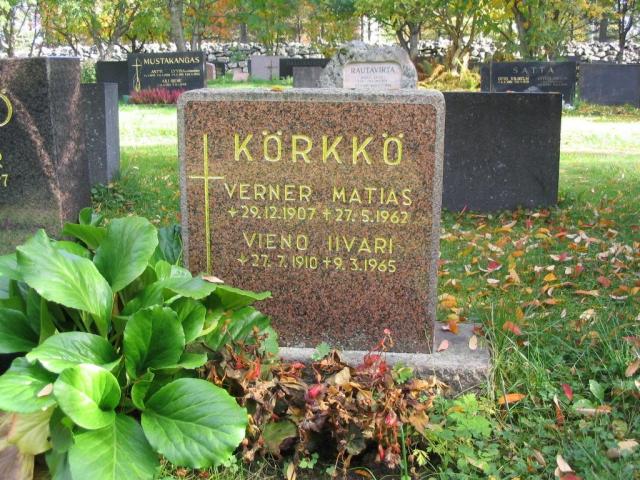 KÖRKKÖ
VERNER MATIAS
+29.12.1907 +27.5.1962
VIENO IIVARI
+27.7.1910 +9.3.1965
MUSTAKANGAS
RAUTAVIRTA
SATTA